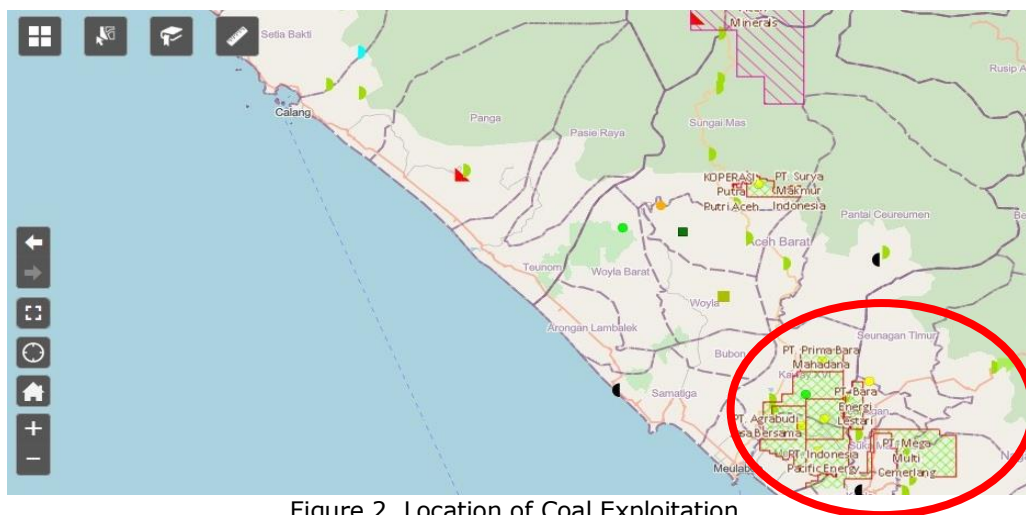 Minerals
Setia Bakti
Rusip A
Calang
Panga
Pasie Raya
Sungai Mas
KOPERASI
Putra
Putri Aceh
PT Surya
Makmur
Indonesia
Pantai Ceureumen
Be
Aceh Barat
Teunom
Woyla Barat
Woyla
Arongan Lambalek
Seunagan Timur
Bubon
PT Prima Bara
Mahadana
Kaway XVI
Samatiga
PT Bara
Energi
Lestari
PT. Agrabudi
Jasa Bersama
PT Indonesia
Pacific Energy
PT Mega
Multi
Cemerlang
Meulab
Figure 2. Location of Coal Exploitation